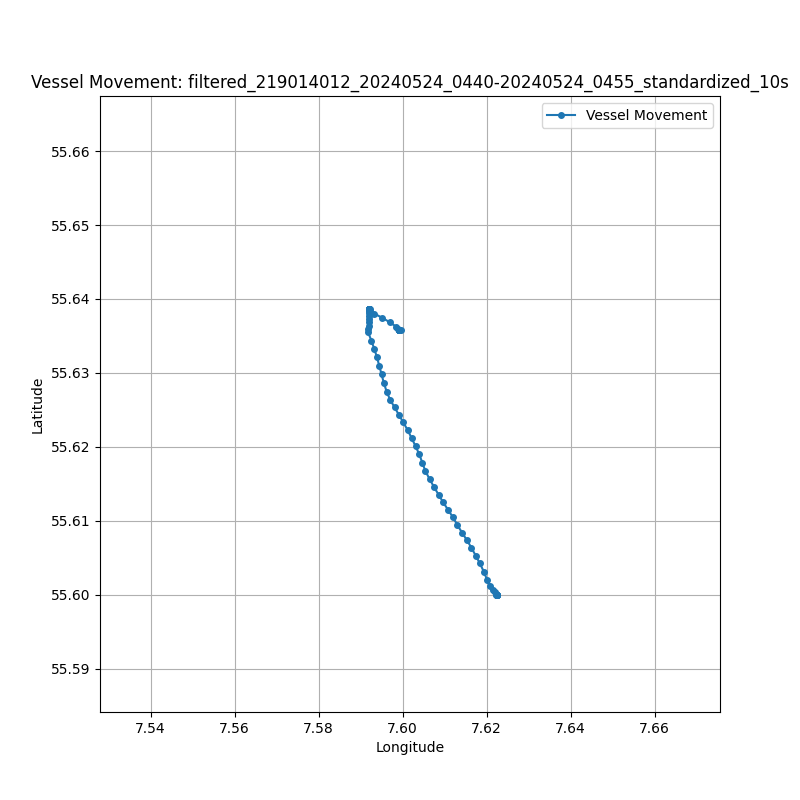 Vessel Movement: filtered_219014012_20240524_0440-20240524_0455_standardized_10s
Vessel Movement
55.66
55.65
55.64
55.63
55.62
55.61
55.60
55.59
Latitude
7.54 7.56 7.58 7.60 7.62 7.64 7.66
Longitude